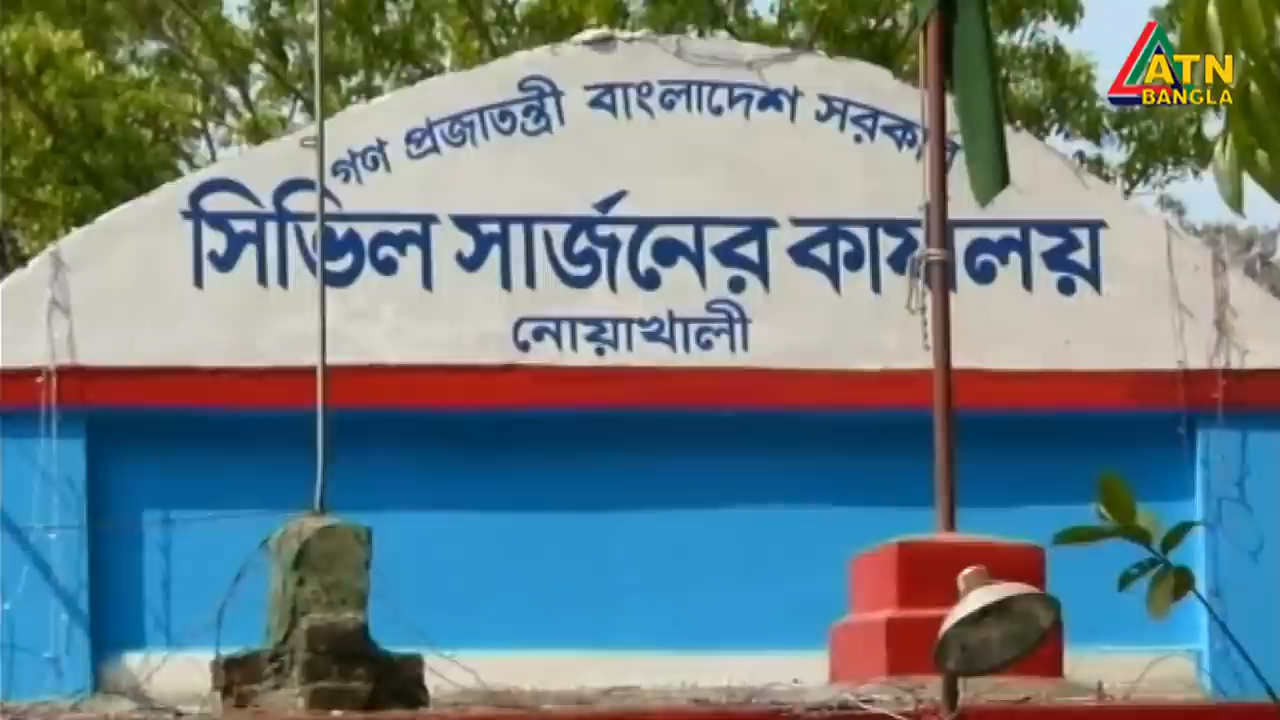 গণ প্রজাতন্ত্রী বাংলাদেশ সরকার
সিভিল সার্জনের কার্যালয়
নোয়াখালী
ATN
BANGLA